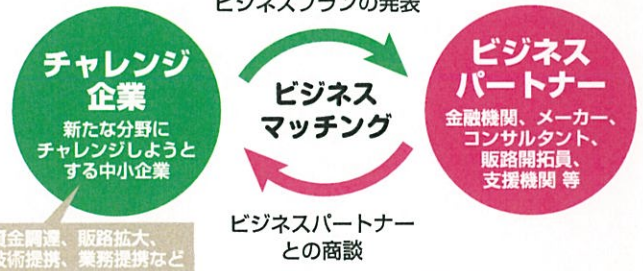 ビジネスプランの発表
チャレンジ
企業
新たな分野に
チャレンジしようと
する中小企業
ビジネス
マッチング
ビジネス
パートナー
金融機関、メーカー、
コンサルタント、
販路開拓員、
支援機関 等
ビジネスパートナー
との商談
資金調達、販路拡大、
技術提携、業務提携など